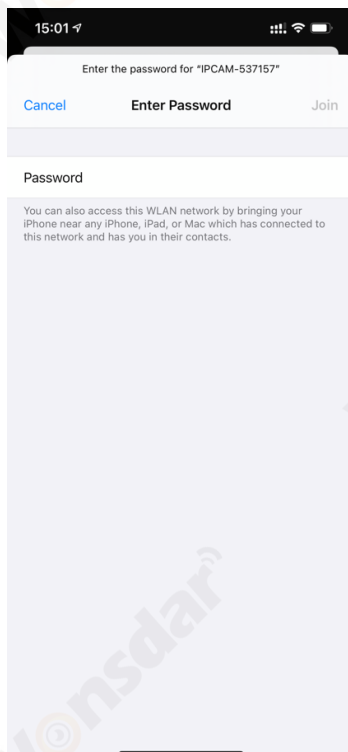 15:01
Enter the password for “IPCAM-537157”
Cancel Enter Password Join
Password
You can also access this WLAN network by bringing your
iPhone near any iPhone, iPad, or Mac which has connected to
this network and has you in their contacts.
Wonsdar